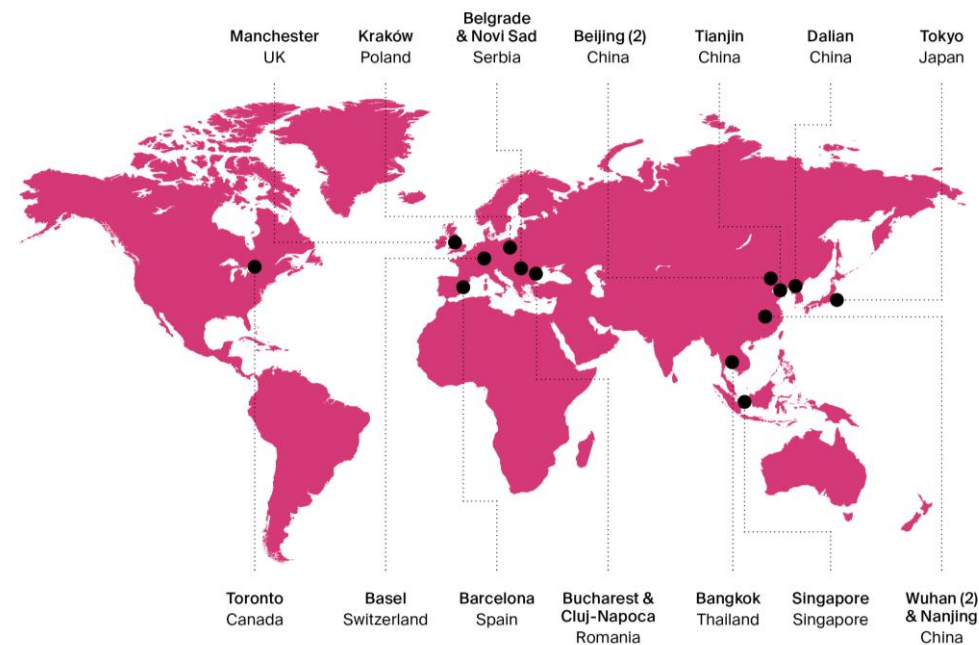 Manchester
UK
Kraków
Poland
Belgrade
& Novi Sad
Serbia
Beijing (2)
China
Tianjin
China
Dalian
China
Tokyo
Japan
Toronto
Canada
Basel
Switzerland
Barcelona
Spain
Bucharest &
Cluj-Napoca
Romania
Bangkok
Thailand
Singapore
Singapore
Wuhan (2)
& Nanjing
China